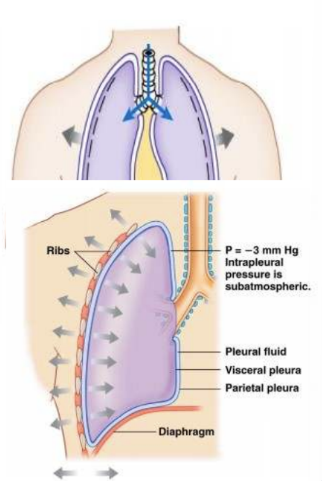 Ribs
P = −3 mm Hg
Intrapleural
pressure is
subatmospheric.
Pleural fluid
Visceral pleura
Parietal pleura
Diaphragm